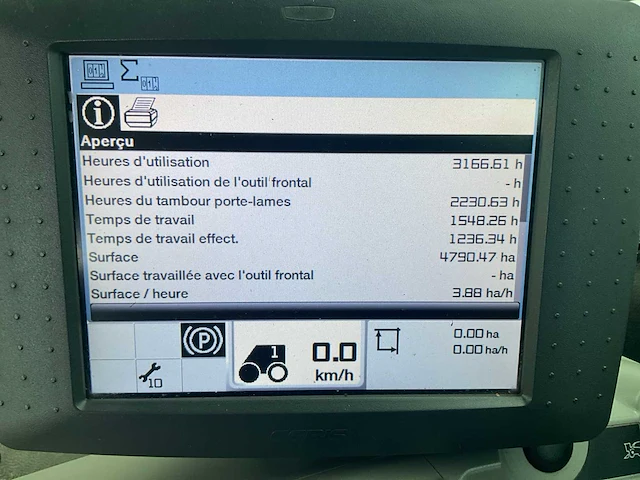 Aperçu
Heures d'utilisation 3166.61 h
Heures d'utilisation de l'outil frontal - h
Heures du tambour porte-lames 2230.63 h
Temps de travail 1548.26 h
Temps de travail effect. 1236.34 h
Surface 4790.47 ha
Surface travaillée avec l'outil frontal - ha
Surface / heure 3.88 ha/h
(P)
10
1
0.0
km/h
0.00 ha
0.00 ha/h